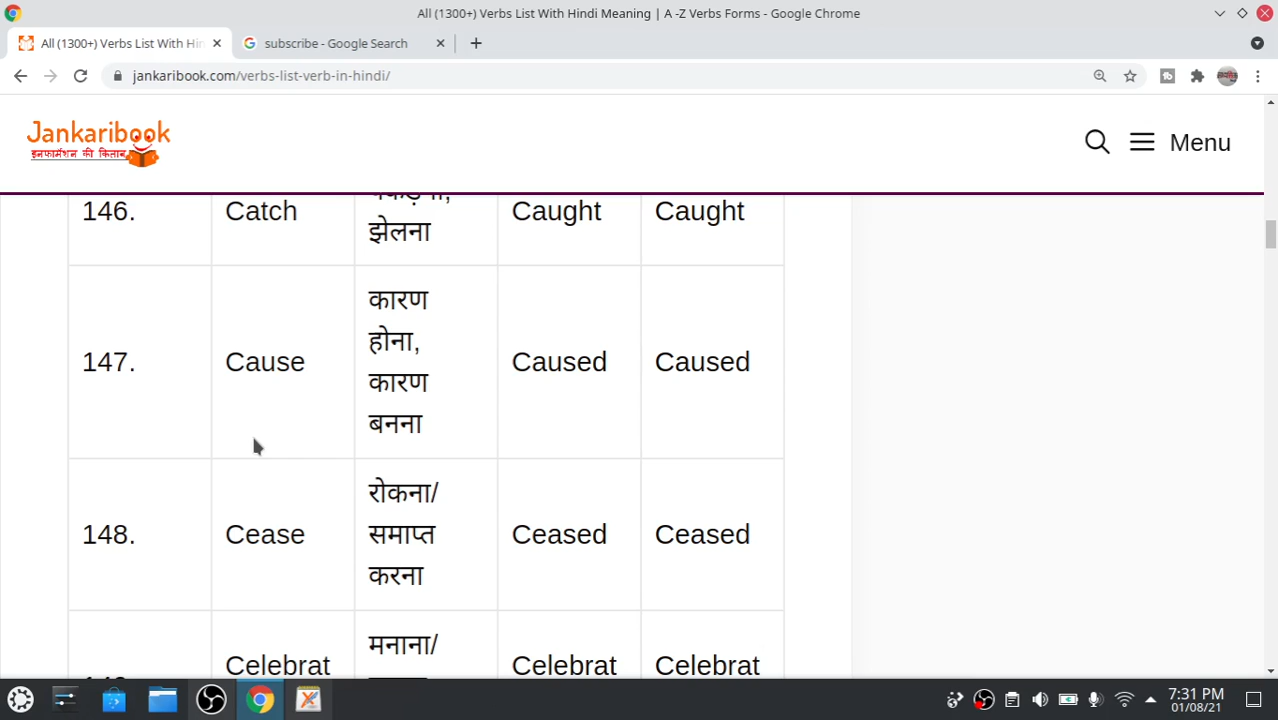 All (1300+) Verbs List With Hindi Meaning | A -Z Verbs Forms - Google Chrome
All (1300+) Verbs List With Hin
subscribe - Google Search
jankaribook.com/verbs-list-verb-in-hindi/
Jankaribook
इनफार्मेशन की किताब
Menu
146. Catch झेलना Caught Caught
कारण
होना,
147. Cause कारण Caused Caused
बनना
रोकना/
148. Cease समाप्त Ceased Ceased
करना
मनाना/
Celebrat Celebrat Celebrat
7:31 PM
01/08/21